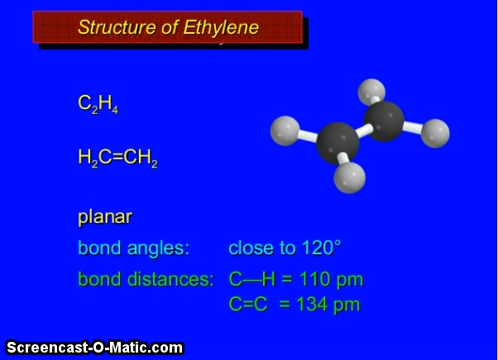 Structure of Ethylene
C₂H₄
H₂C=CH₂
planar
bond angles: close to 120°
bond distances: C—H = 110 pm
C=C = 134 pm
Screencast-O-Matic.com